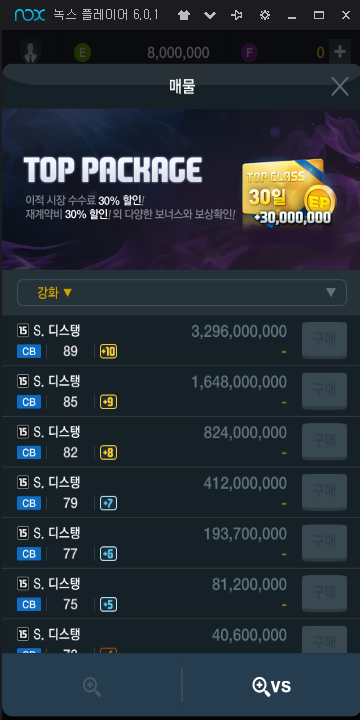 nox 녹스 플레이어 6.0.1
E 8,000,000 F 0 +
매물
TOP PACKAGE
이적 시장 수수료 30% 할인!
재계약비 30% 할인! 외 다양한 보너스와 보상확인!
TOP CLASS
30일
EP
+30,000,000
강화 ▼
15 S. 디스탱 3,296,000,000 구매
CB 89 +10 -
15 S. 디스탱 1,648,000,000 구매
CB 85 +9 -
15 S. 디스탱 824,000,000 구매
CB 82 +8 -
15 S. 디스탱 412,000,000 구매
CB 79 +7 -
15 S. 디스탱 193,700,000 구매
CB 77 +6 -
15 S. 디스탱 81,200,000 구매
CB 75 +5 -
15 S. 디스탱 40,600,000 구매
CB
VS